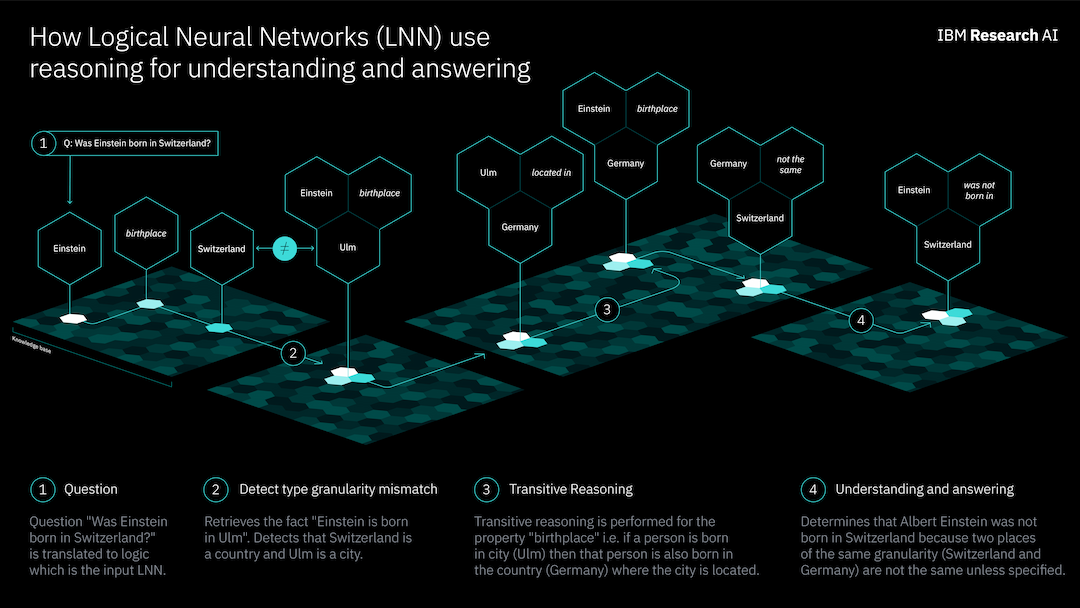 How Logical Neural Networks (LNN) use
reasoning for understanding and answering
IBM Research AI
1
Q: Was Einstein born in Switzerland?
Einstein
birthplace
Switzerland
≠
Einstein
birthplace
Ulm
Ulm
located in
Germany
Einstein
birthplace
Germany
Germany
not the
same
Switzerland
Einstein
was not
born in
Switzerland
Knowledge base
2
3
4
1 Question
Question "Was Einstein
born in Switzerland?"
is translated to logic
which is the input LNN.
2 Detect type granularity mismatch
Retrieves the fact "Einstein is born
in Ulm". Detects that Switzerland is
a country and Ulm is a city.
3 Transitive Reasoning
Transitive reasoning is performed for the
property "birthplace" i.e. if a person is born
in city (Ulm) then that person is also born in
the country (Germany) where the city is located.
4 Understanding and answering
Determines that Albert Einstein was not
born in Switzerland because two places
of the same granularity (Switzerland and
Germany) are not the same unless specified.